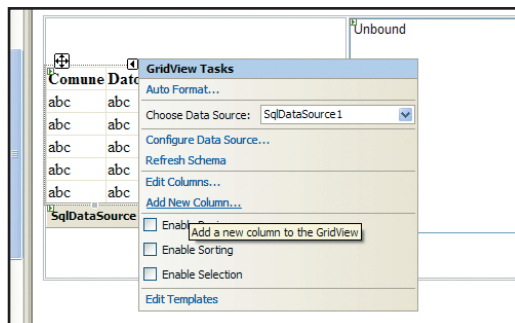 Unbound
GridView Tasks
Comune Dato
Auto Format...
abc abc
Choose Data Source: SqlDataSource1
abc abc
Configure Data Source...
abc abc
Refresh Schema
abc abc
Edit Columns...
abc abc
Add New Column...
SqlDataSource
Enable
Add a new column to the GridView
Enable Sorting
Enable Selection
Edit Templates